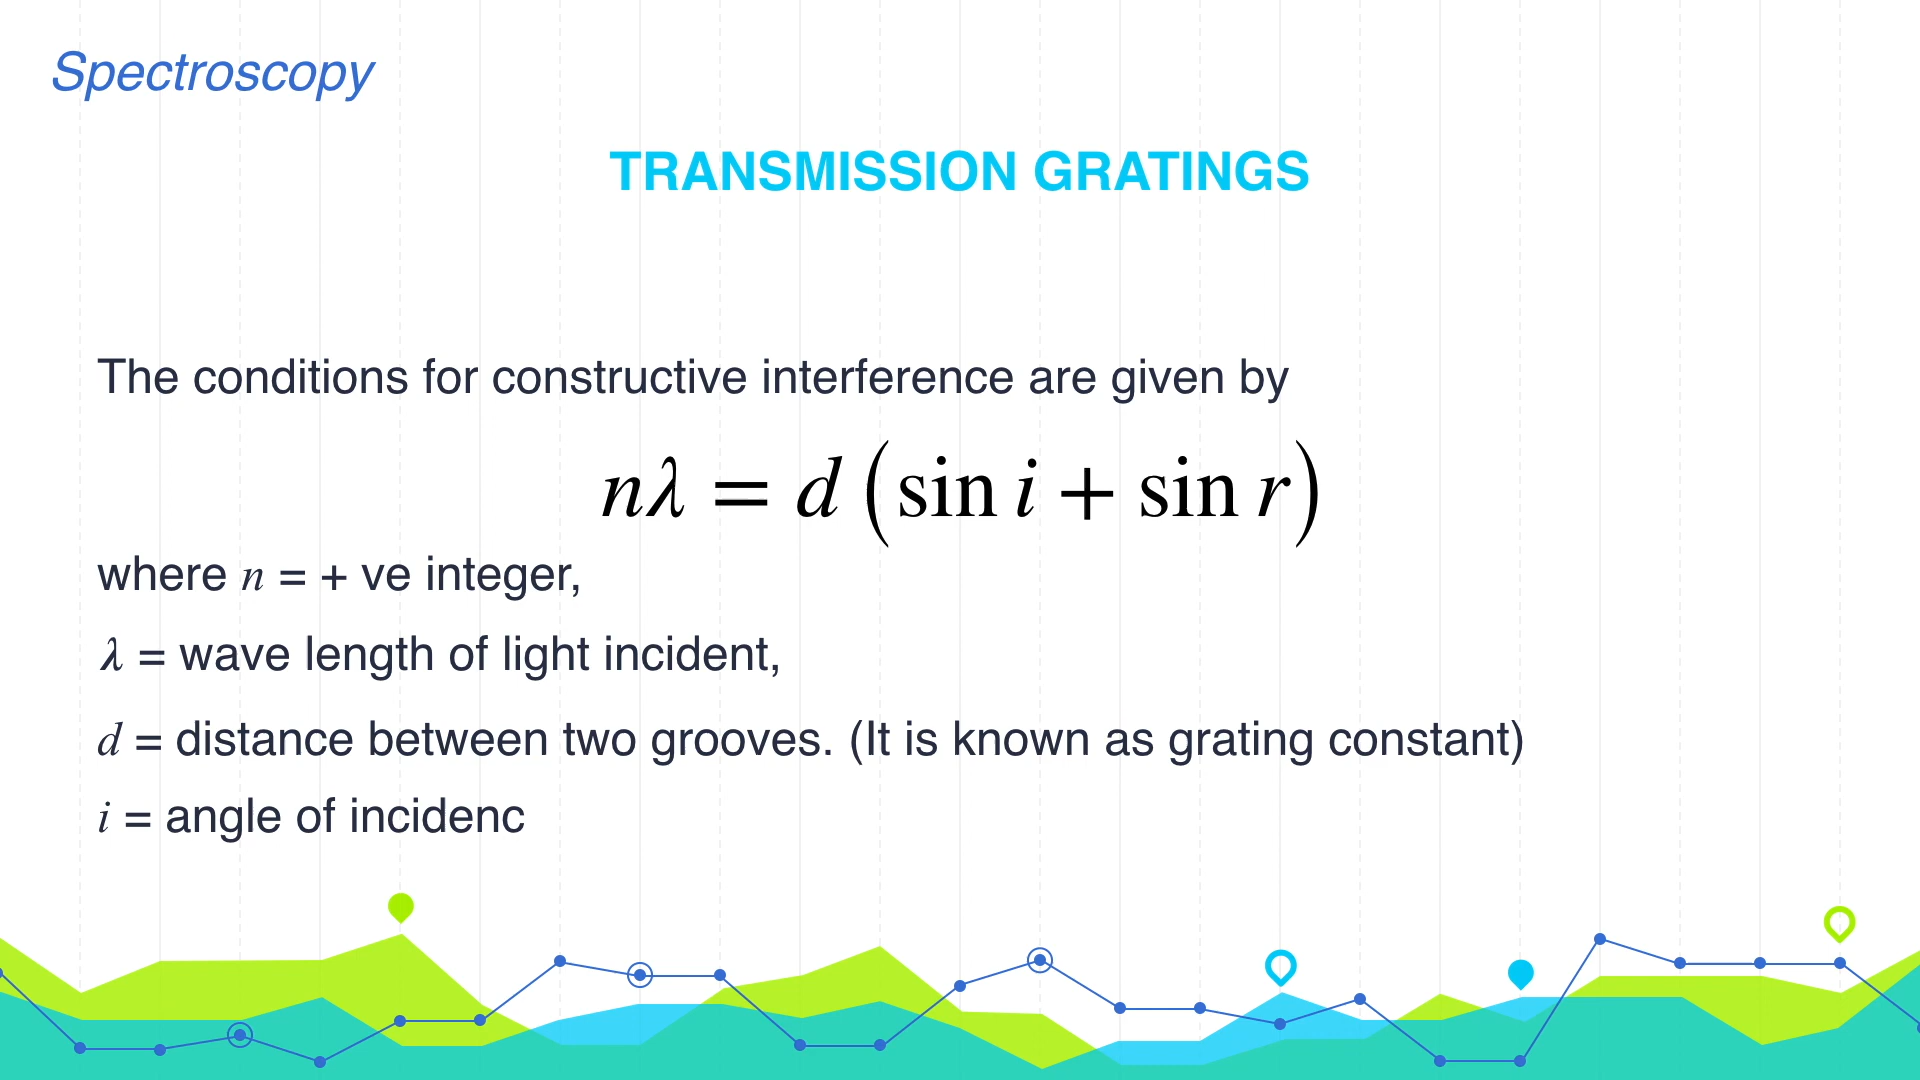 Spectroscopy
TRANSMISSION GRATINGS
The conditions for constructive interference are given by
nλ = d (sin i + sin r)
where n = + ve integer,
λ = wave length of light incident,
d = distance between two grooves. (It is known as grating constant)
i = angle of incidenc